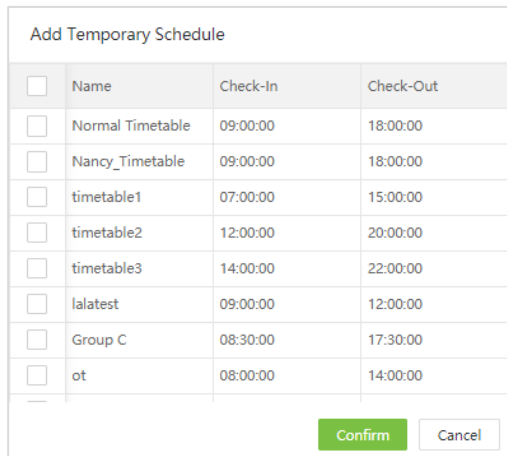 Add Temporary Schedule
Name Check-In Check-Out
Normal Timetable 09:00:00 18:00:00
Nancy_Timetable 09:00:00 18:00:00
timetable1 07:00:00 15:00:00
timetable2 12:00:00 20:00:00
timetable3 14:00:00 22:00:00
lalatest 09:00:00 12:00:00
Group C 08:30:00 17:30:00
ot 08:00:00 14:00:00
Confirm Cancel